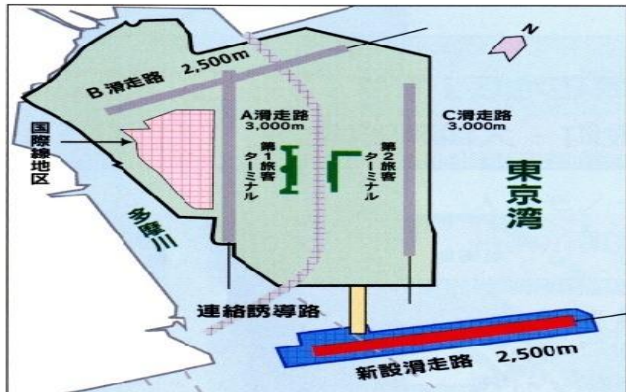 N
B滑走路 2,500m
A滑走路
3,000m
C滑走路
3,000m
国際線地区
第1旅客
ターミナル
第2旅客
ターミナル
東京湾
多摩川
連絡誘導路
新設滑走路 2,500m